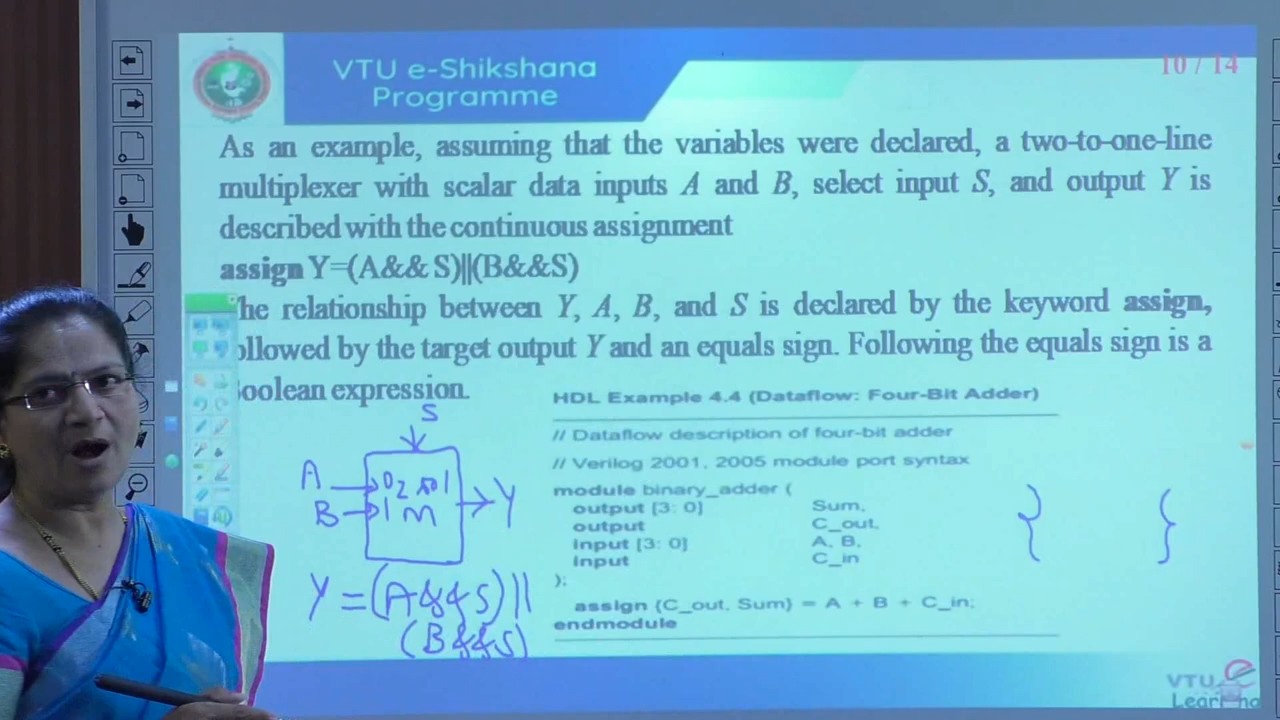 VTU e-Shikshana
Programme
10 / 14
As an example, assuming that the variables were declared, a two-to-one-line
multiplexer with scalar data inputs A and B, select input S, and output Y is
described with the continuous assignment
assign Y=(A&& S)||(B&&S)
he relationship between Y, A, B, and S is declared by the keyword assign,
ollowed by the target output Y and an equals sign. Following the equals sign is a
oolean expression.
HDL Example 4.4 (Dataflow: Four-Bit Adder)
// Dataflow description of four-bit adder
// Verilog 2001, 2005 module port syntax
module binary_adder (
output [3: 0] Sum,
output C_out,
input [3: 0] A, B,
input C_in
);
assign {C_out, Sum} = A + B + C_in;
endmodule
S
A 0 2 to 1
B 1 M Y
Y = (A&&S) ||
(B&&S)
} }
VTU
Learning